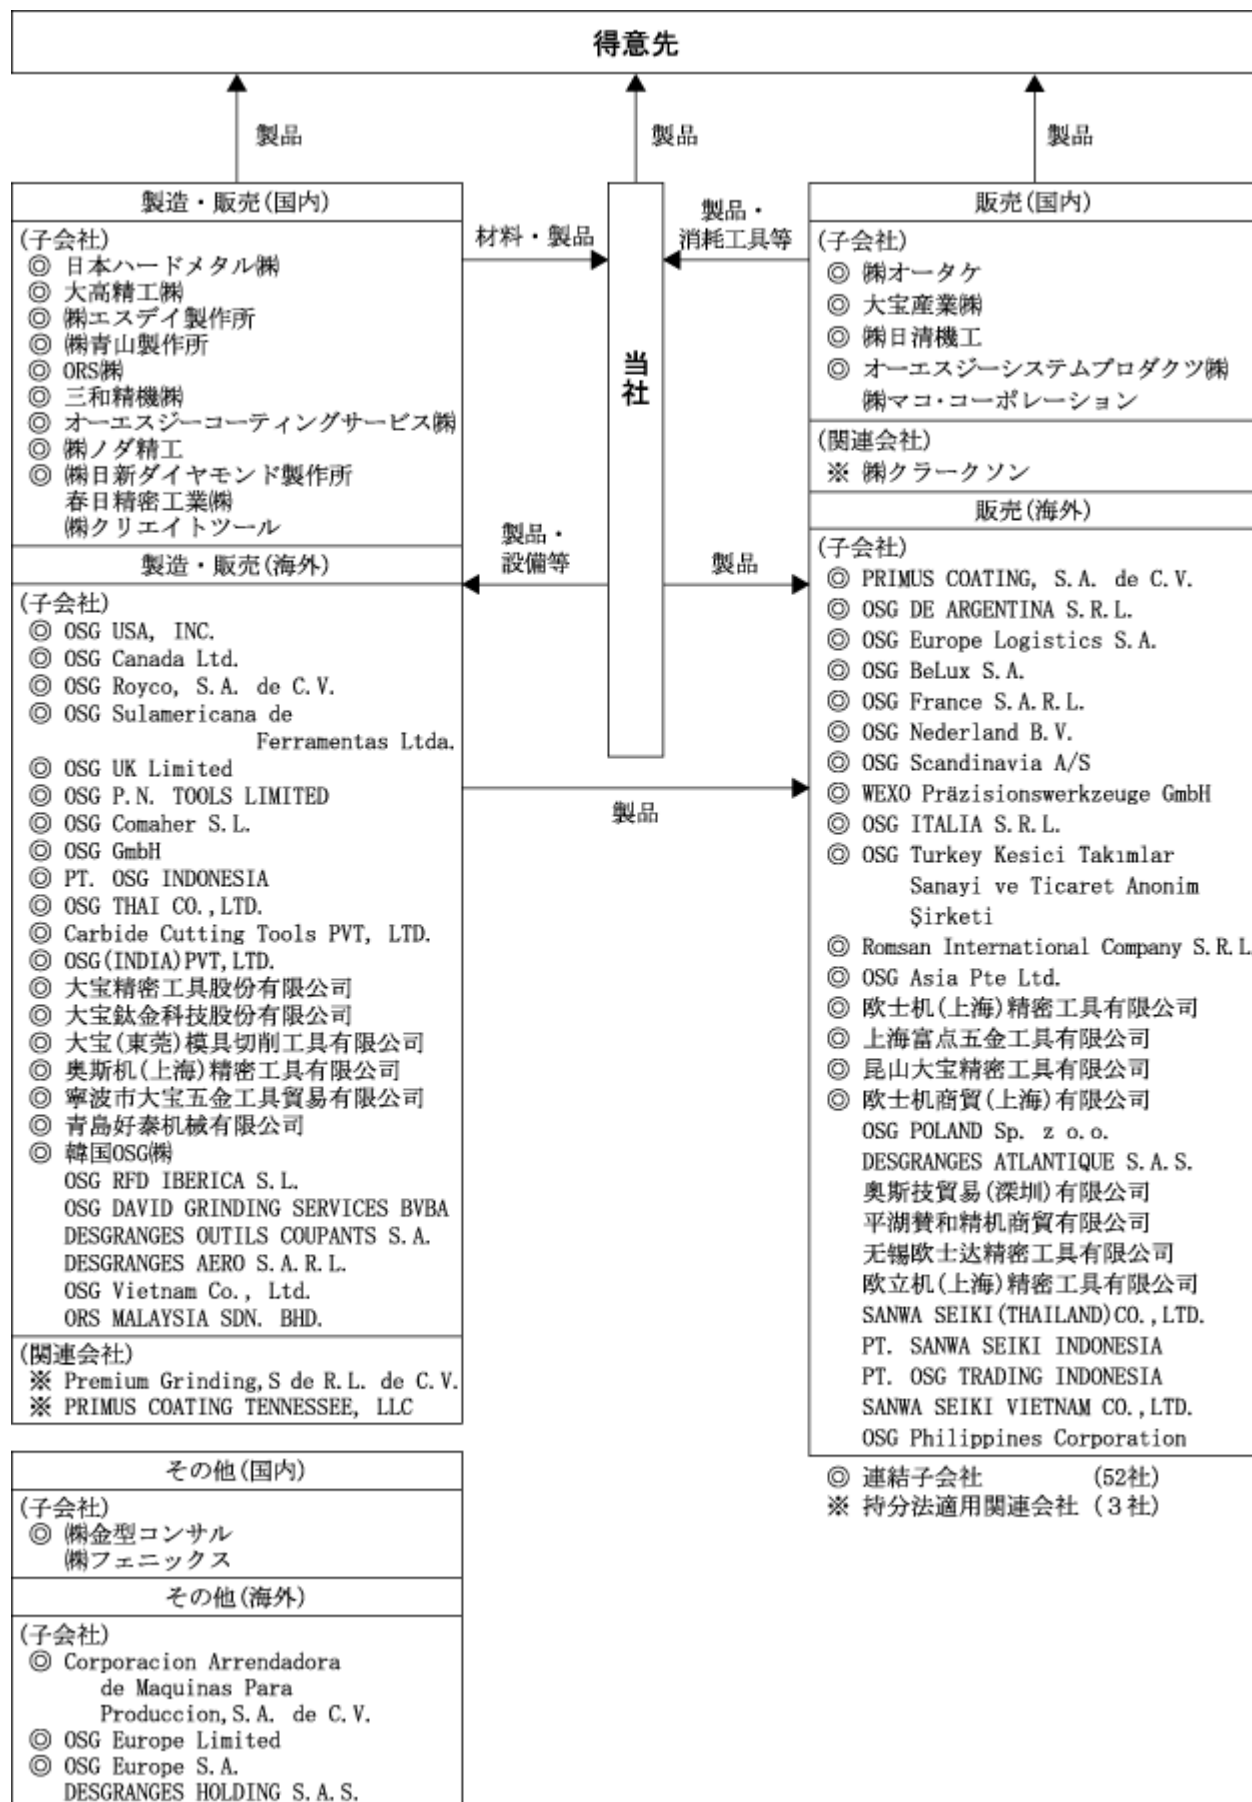 得意先
製品
製品
製品
製造・販売(国内)
(子会社)
◎ 日本ハードメタル㈱
◎ 大高精工㈱
◎ ㈱エスデイ製作所
◎ ㈱青山製作所
◎ ORS㈱
◎ 三和精機㈱
◎ オーエスジーコーティングサービス㈱
◎ ㈱ノダ精工
◎ ㈱日新ダイヤモンド製作所
春日精密工業㈱
㈱クリエイトツール
製造・販売(海外)
(子会社)
◎ OSG USA, INC.
◎ OSG Canada Ltd.
◎ OSG Royco, S.A. de C.V.
◎ OSG Sulamericana de
Ferramentas Ltda.
◎ OSG UK Limited
◎ OSG P.N. TOOLS LIMITED
◎ OSG Comaher S.L.
◎ OSG GmbH
◎ PT. OSG INDONESIA
◎ OSG THAI CO.,LTD.
◎ Carbide Cutting Tools PVT, LTD.
◎ OSG(INDIA)PVT,LTD.
◎ 大宝精密工具股份有限公司
◎ 大宝鈦金科技股份有限公司
◎ 大宝(東莞)模具切削工具有限公司
◎ 奥斯机(上海)精密工具有限公司
◎ 寧波市大宝五金工具貿易有限公司
◎ 青島好泰机械有限公司
◎ 韓国OSG㈱
OSG RFD IBERICA S.L.
OSG DAVID GRINDING SERVICES BVBA
DESGRANGES OUTILS COUPANTS S.A.
DESGRANGES AERO S.A.R.L.
OSG Vietnam Co., Ltd.
ORS MALAYSIA SDN. BHD.
(関連会社)
※ Premium Grinding,S de R.L. de C.V.
※ PRIMUS COATING TENNESSEE, LLC
材料・製品
製品・
消耗工具等
当社
製品・
設備等
製品
製品
販売(国内)
(子会社)
◎ ㈱オータケ
◎ 大宝産業㈱
◎ ㈱日清機工
◎ オーエスジーシステムプロダクツ㈱
㈱マコ・コーポレーション
(関連会社)
※ ㈱クラークソン
販売(海外)
(子会社)
◎ PRIMUS COATING, S.A. de C.V.
◎ OSG DE ARGENTINA S.R.L.
◎ OSG Europe Logistics S.A.
◎ OSG BeLux S.A.
◎ OSG France S.A.R.L.
◎ OSG Nederland B.V.
◎ OSG Scandinavia A/S
◎ WEXO Präzisionswerkzeuge GmbH
◎ OSG ITALIA S.R.L.
◎ OSG Turkey Kesici Takımlar
Sanayi ve Ticaret Anonim
Şirketi
◎ Romsan International Company S.R.L.
◎ OSG Asia Pte Ltd.
◎ 欧士机(上海)精密工具有限公司
◎ 上海富点五金工具有限公司
◎ 昆山大宝精密工具有限公司
◎ 欧士机商貿(上海)有限公司
OSG POLAND Sp. z o.o.
DESGRANGES ATLANTIQUE S.A.S.
奥斯技貿易(深圳)有限公司
平湖賛和精机商貿有限公司
无锡欧士达精密工具有限公司
欧立机(上海)精密工具有限公司
SANWA SEIKI(THAILAND)CO.,LTD.
PT. SANWA SEIKI INDONESIA
PT. OSG TRADING INDONESIA
SANWA SEIKI VIETNAM CO.,LTD.
OSG Philippines Corporation
◎ 連結子会社 (52社)
※ 持分法適用関連会社 (3社)
その他(国内)
(子会社)
◎ ㈱金型コンサル
㈱フェニックス
その他(海外)
(子会社)
◎ Corporacion Arrendadora
de Maquinas Para
Produccion,S.A. de C.V.
◎ OSG Europe Limited
◎ OSG Europe S.A.
DESGRANGES HOLDING S.A.S.